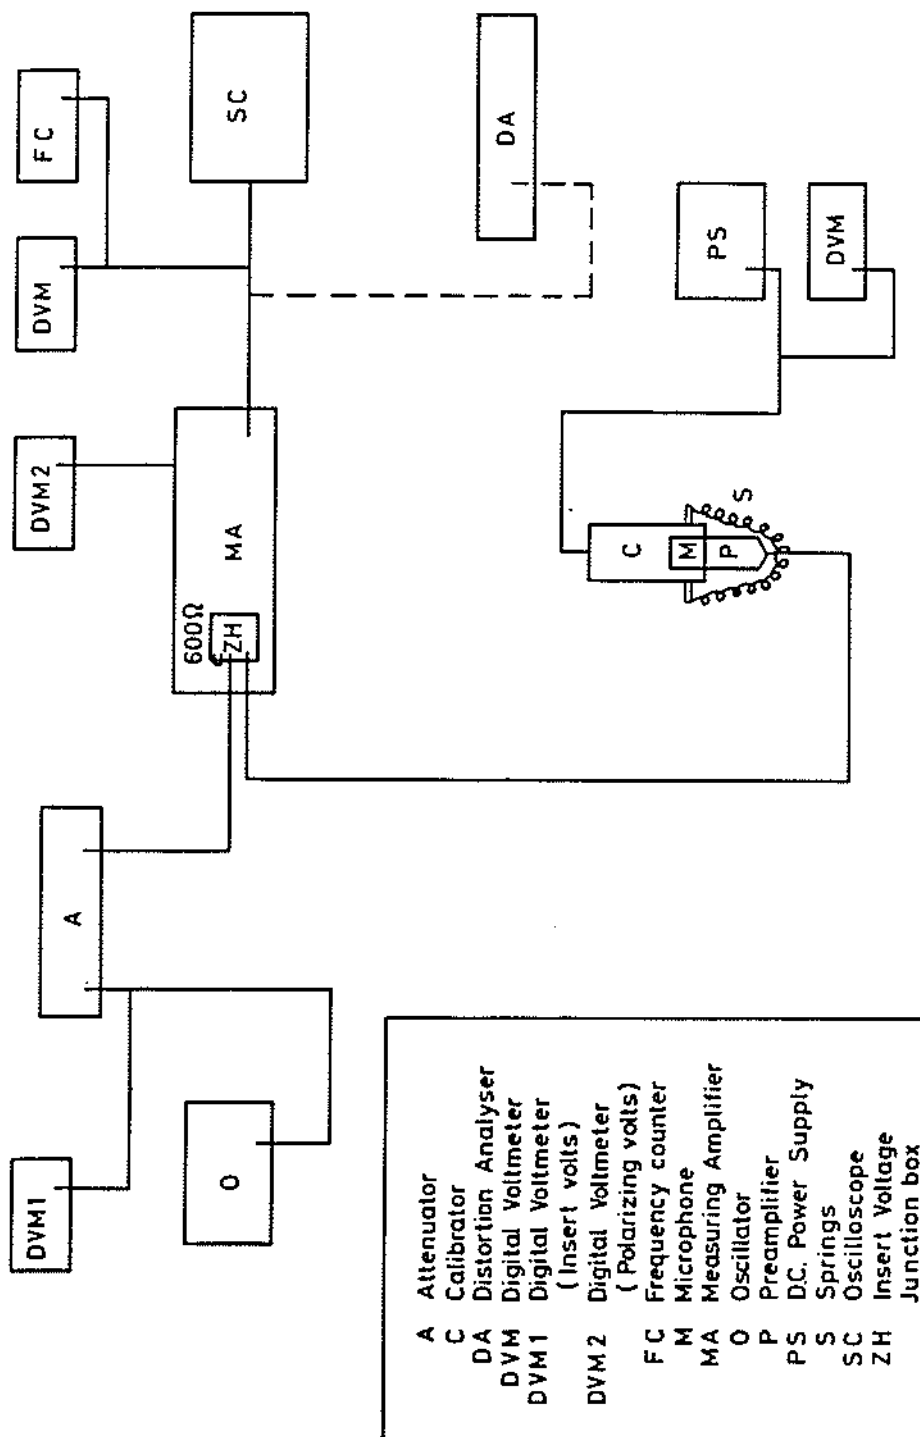 DVM1
O
A
600Ω
ZH
MA
DVM2
DVM
FC
SC
DA
C
M
P
S
PS
DVM
A Attenuator
C Calibrator
DA Distortion Analyser
DVM Digital Voltmeter
DVM1 Digital Voltmeter
(Insert volts)
DVM2 Digital Voltmeter
(Polarizing volts)
FC Frequency counter
M Microphone
MA Measuring Amplifier
O Oscillator
P Preamplifier
PS D.C. Power Supply
S Springs
SC Oscilloscope
ZH Insert Voltage
Junction box